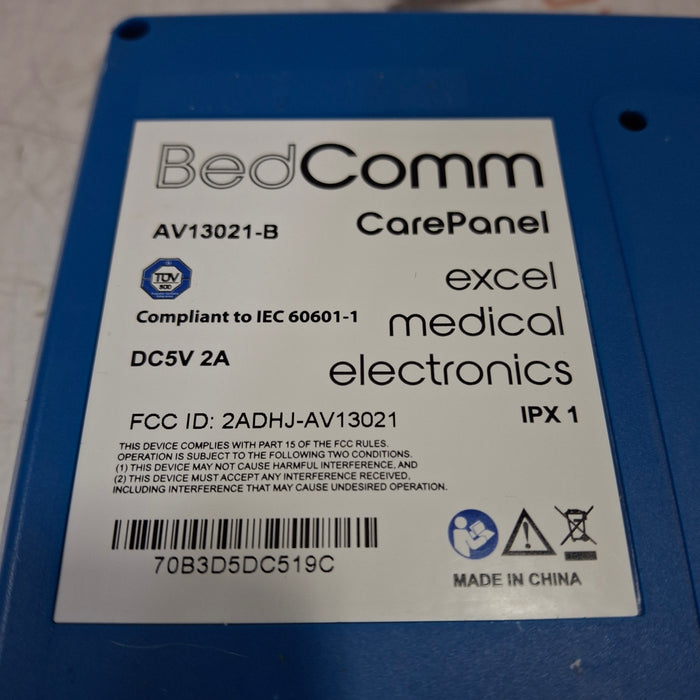 BedComm
AV13021-B
CarePanel
TÜV
SÜD
excel
Compliant to IEC 60601-1
medical
DC5V 2A
electronics
FCC ID: 2ADHJ-AV13021
IPX 1
THIS DEVICE COMPLIES WITH PART 15 OF THE FCC RULES.
OPERATION IS SUBJECT TO THE FOLLOWING TWO CONDITIONS.
(1) THIS DEVICE MAY NOT CAUSE HARMFUL INTERFERENCE, AND
(2) THIS DEVICE MUST ACCEPT ANY INTERFERENCE RECEIVED,
INCLUDING INTERFERENCE THAT MAY CAUSE UNDESIRED OPERATION.
70B3D5DC519C
MADE IN CHINA